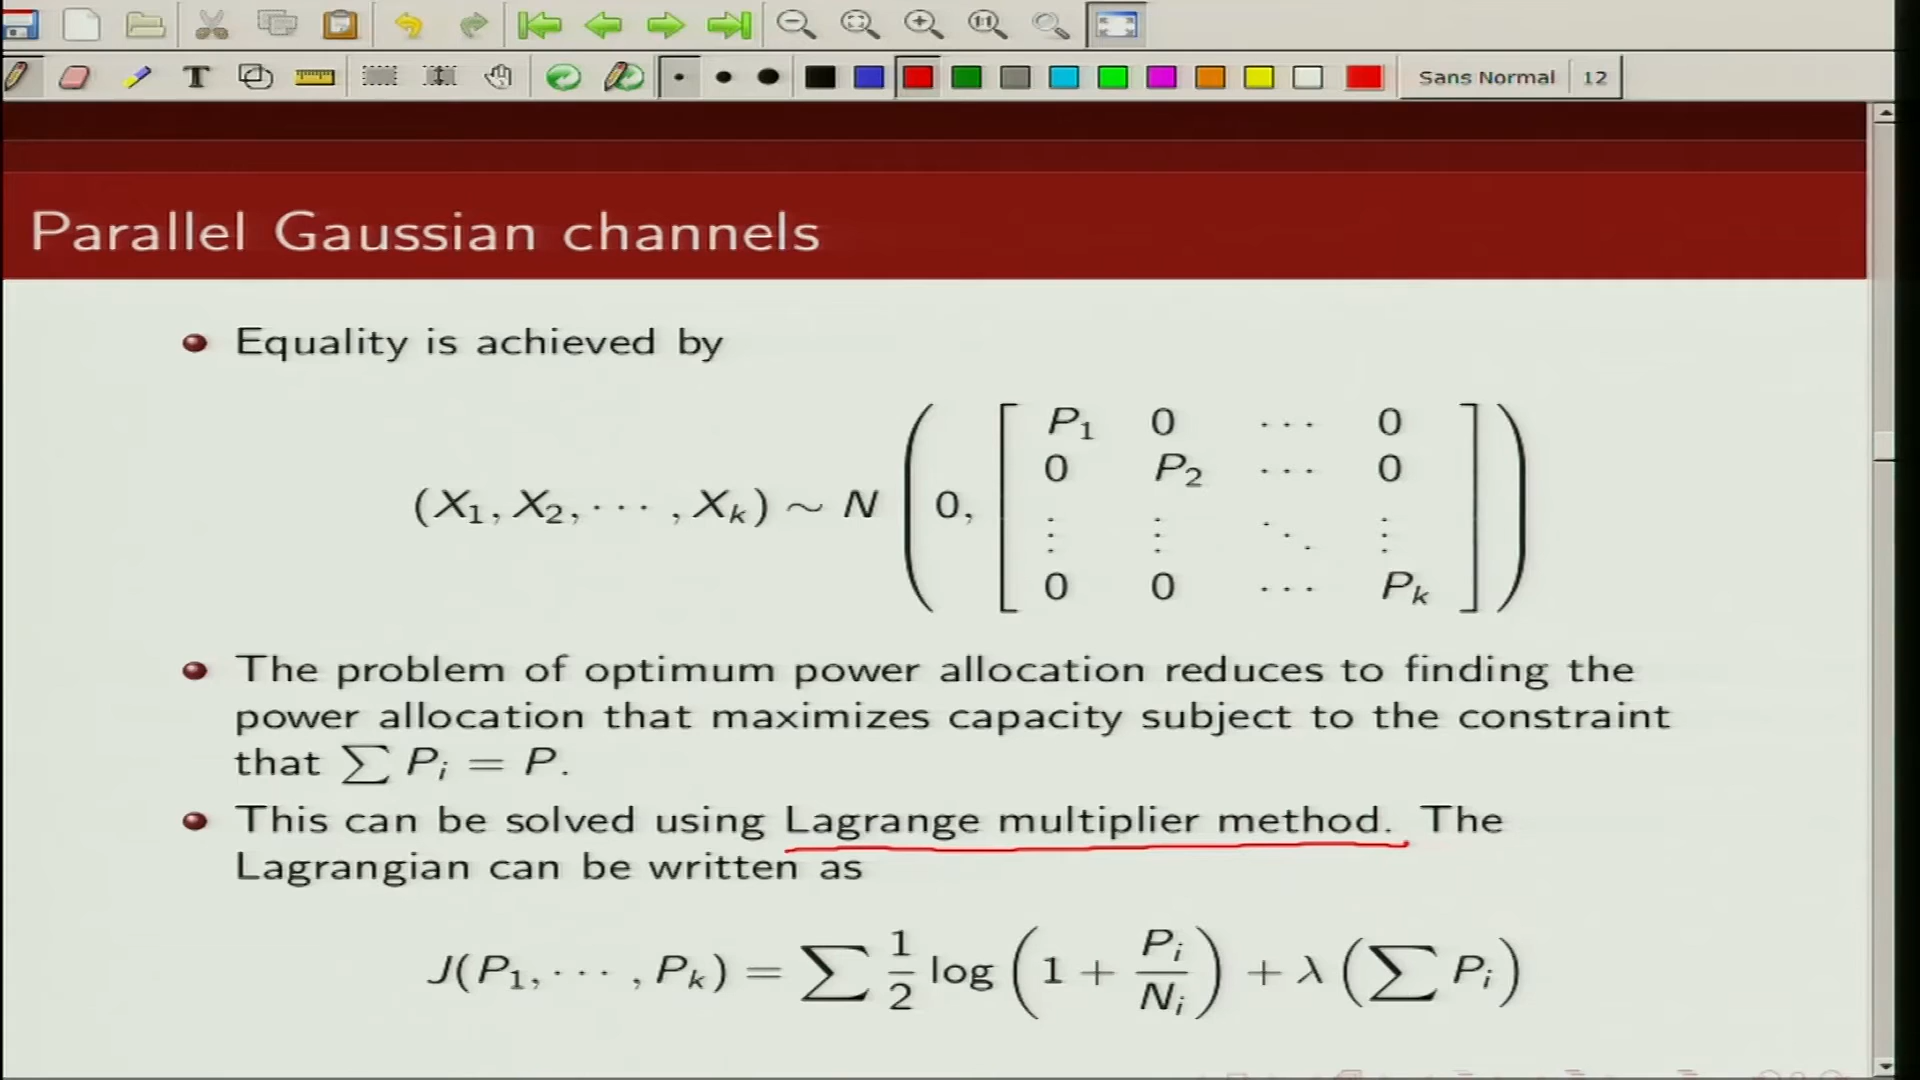 Sans Normal 12
Parallel Gaussian channels
Equality is achieved by
(X₁, X₂, ··· , Xₖ) ∼ N ( 0, [ P₁ 0 ··· 0
0 P₂ ··· 0
⋮ ⋮ ⋱ ⋮
0 0 ··· Pₖ ] )
The problem of optimum power allocation reduces to finding the
power allocation that maximizes capacity subject to the constraint
that ∑ Pᵢ = P.
This can be solved using Lagrange multiplier method. The
Lagrangian can be written as
J(P₁, ··· , Pₖ) = ∑ 1/2 log (1 + Pᵢ/Nᵢ) + λ (∑ Pᵢ)